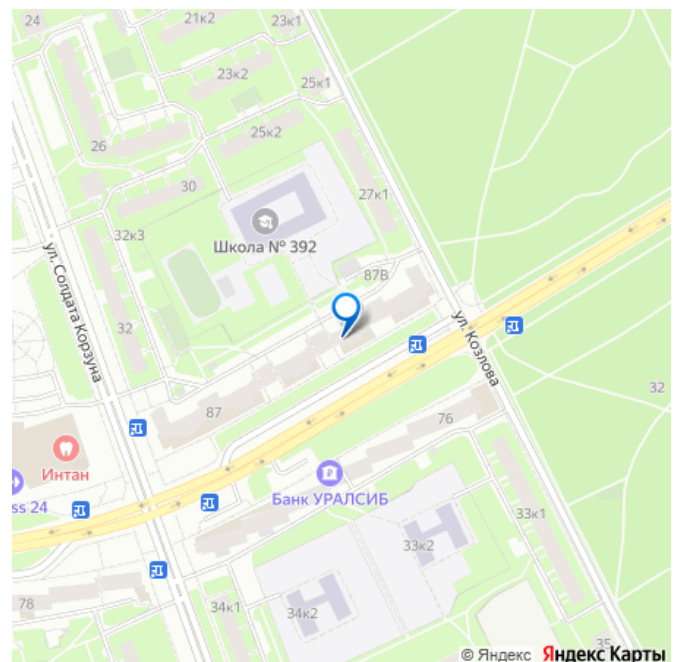 24
21к2
23к1
23к2
25к1
26
25к2
30
27к1
Школа № 392
32к3
87В
ул. Солдата Корзуна
32
ул. Козлова
32
87
76
Интан
ss 24
Банк УРАЛСИБ
33к1
33к2
78
34к1
34к2
35
© Яндекс Яндекс Карты